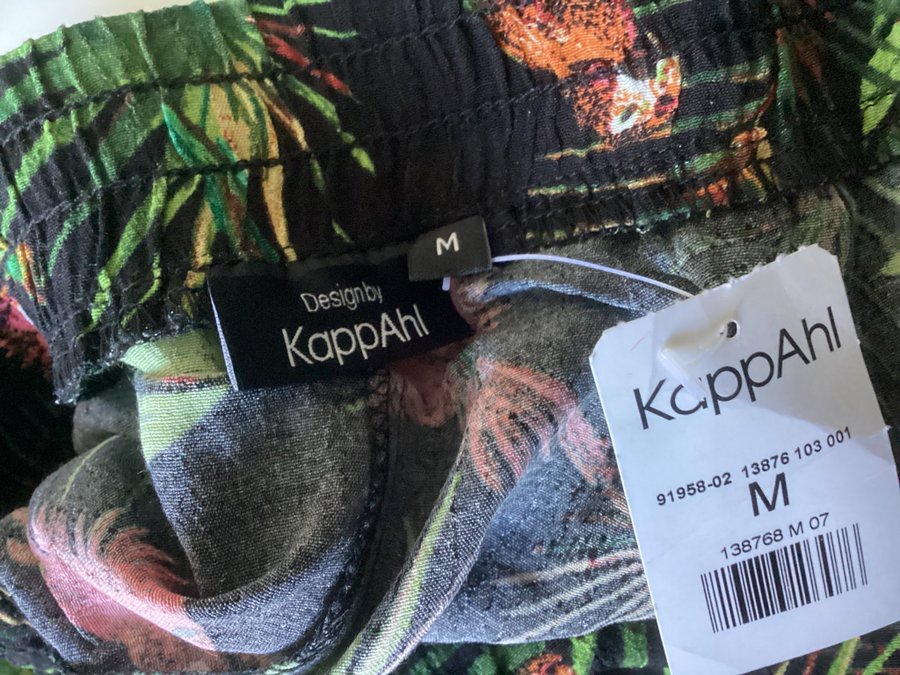 M
Design by
KappAhl
KappAhl
91958-02 13876 103 001
M
138768 M 07